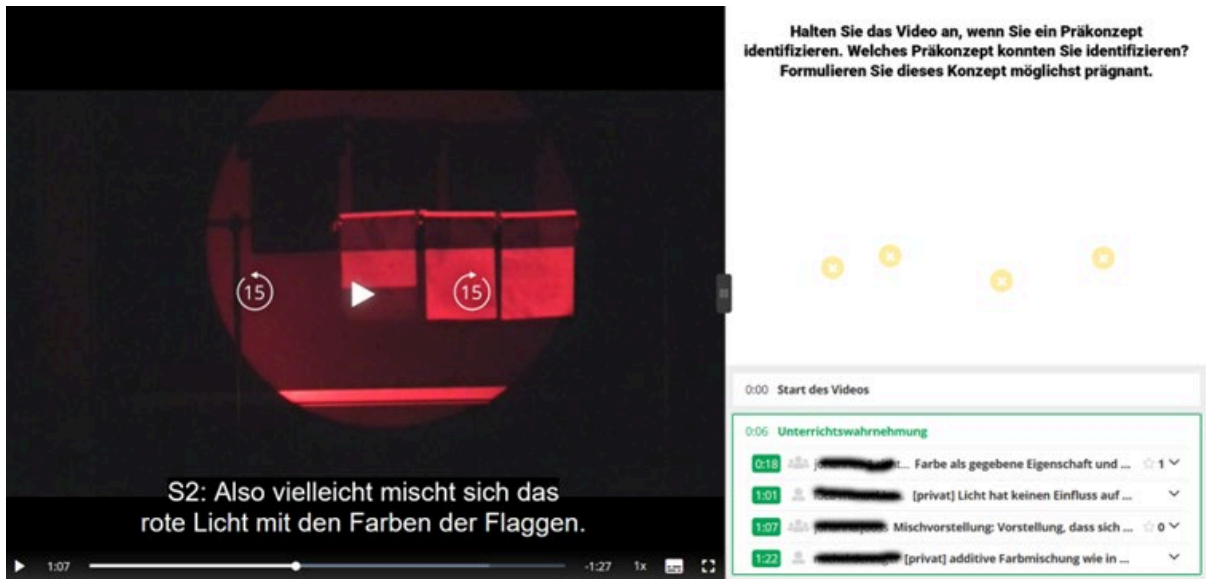 Halten Sie das Video an, wenn Sie ein Präkonzept
identifizieren. Welches Präkonzept konnten Sie identifizieren?
Formulieren Sie dieses Konzept möglichst prägnant.
15
15
S2: Also vielleicht mischt sich das
rote Licht mit den Farben der Flaggen.
1:07
-1:27
1x
0:00 Start des Videos
0:06 Unterrichtswahrnehmung
0:18 Farbe als gegebene Eigenschaft und ... 1
1:01 [privat] Licht hat keinen Einfluss auf ...
1:07 Mischvorstellung: Vorstellung, dass sich ... 0
1:22 [privat] additive Farbmischung wie in ...